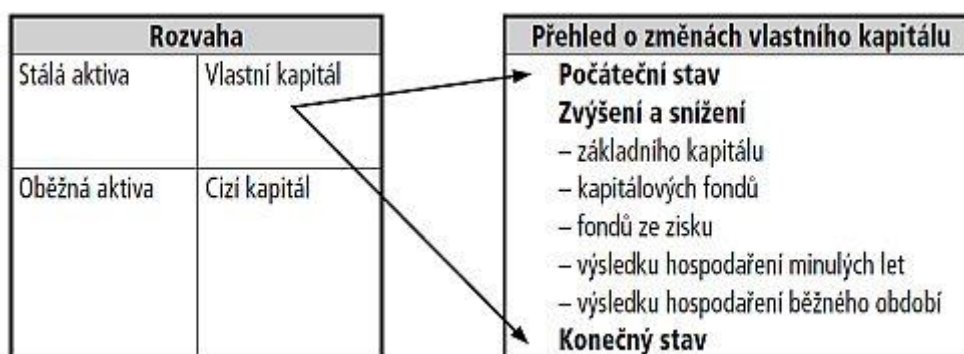 Rozvaha
Stálá aktiva
Vlastní kapitál
Oběžná aktiva
Cizí kapitál
Přehled o změnách vlastního kapitálu
Počáteční stav
Zvýšení a snížení
– základního kapitálu
– kapitálových fondů
– fondů ze zisku
– výsledku hospodaření minulých let
– výsledku hospodaření běžného období
Konečný stav